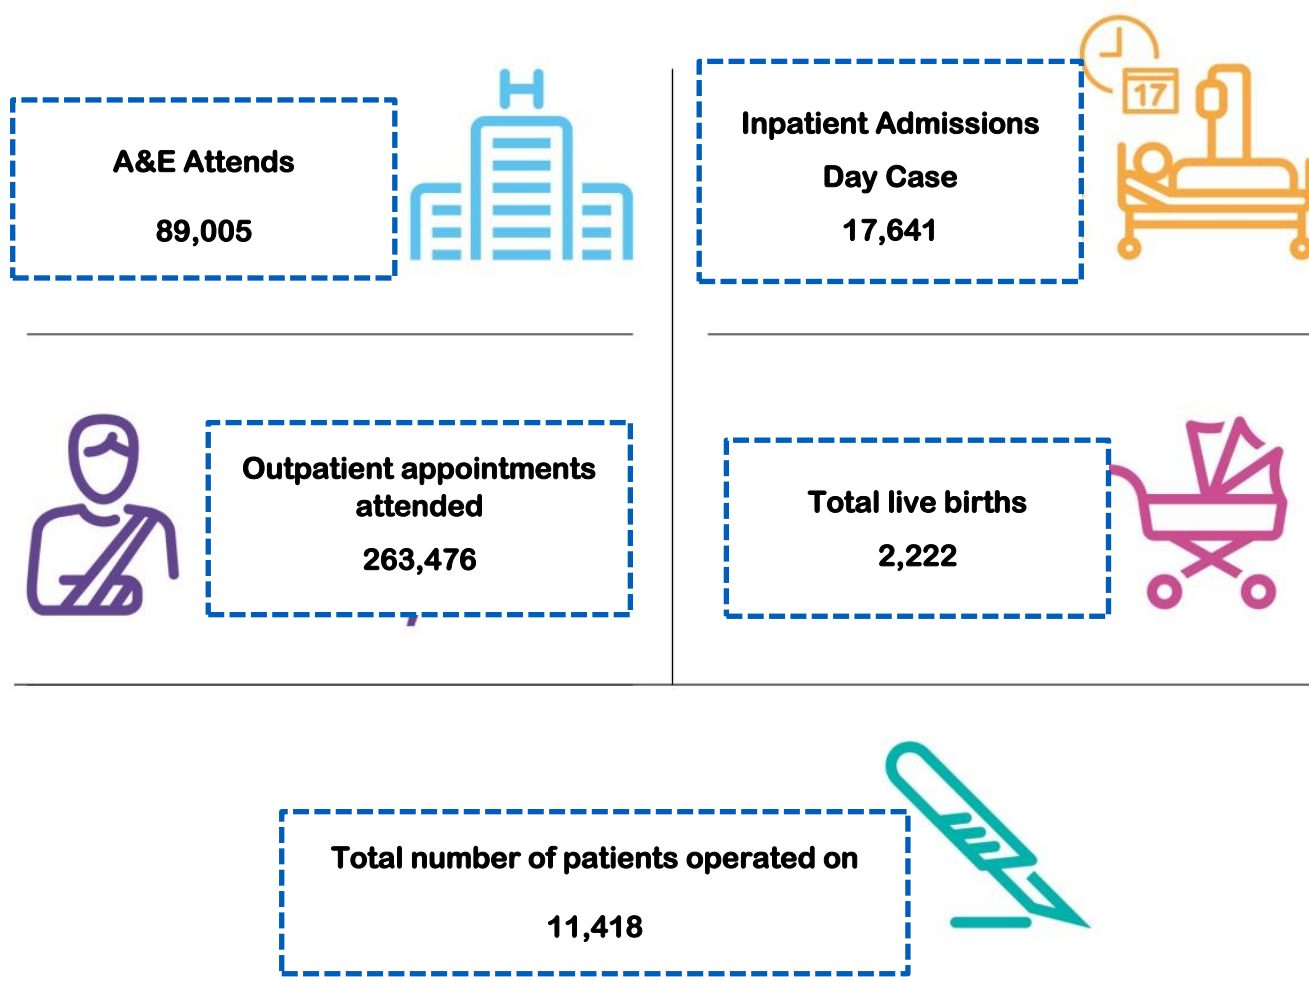 A&E Attends
89,005
H
Inpatient Admissions
Day Case
17,641
17
Outpatient appointments
attended
263,476
Total live births
2,222
Total number of patients operated on
11,418